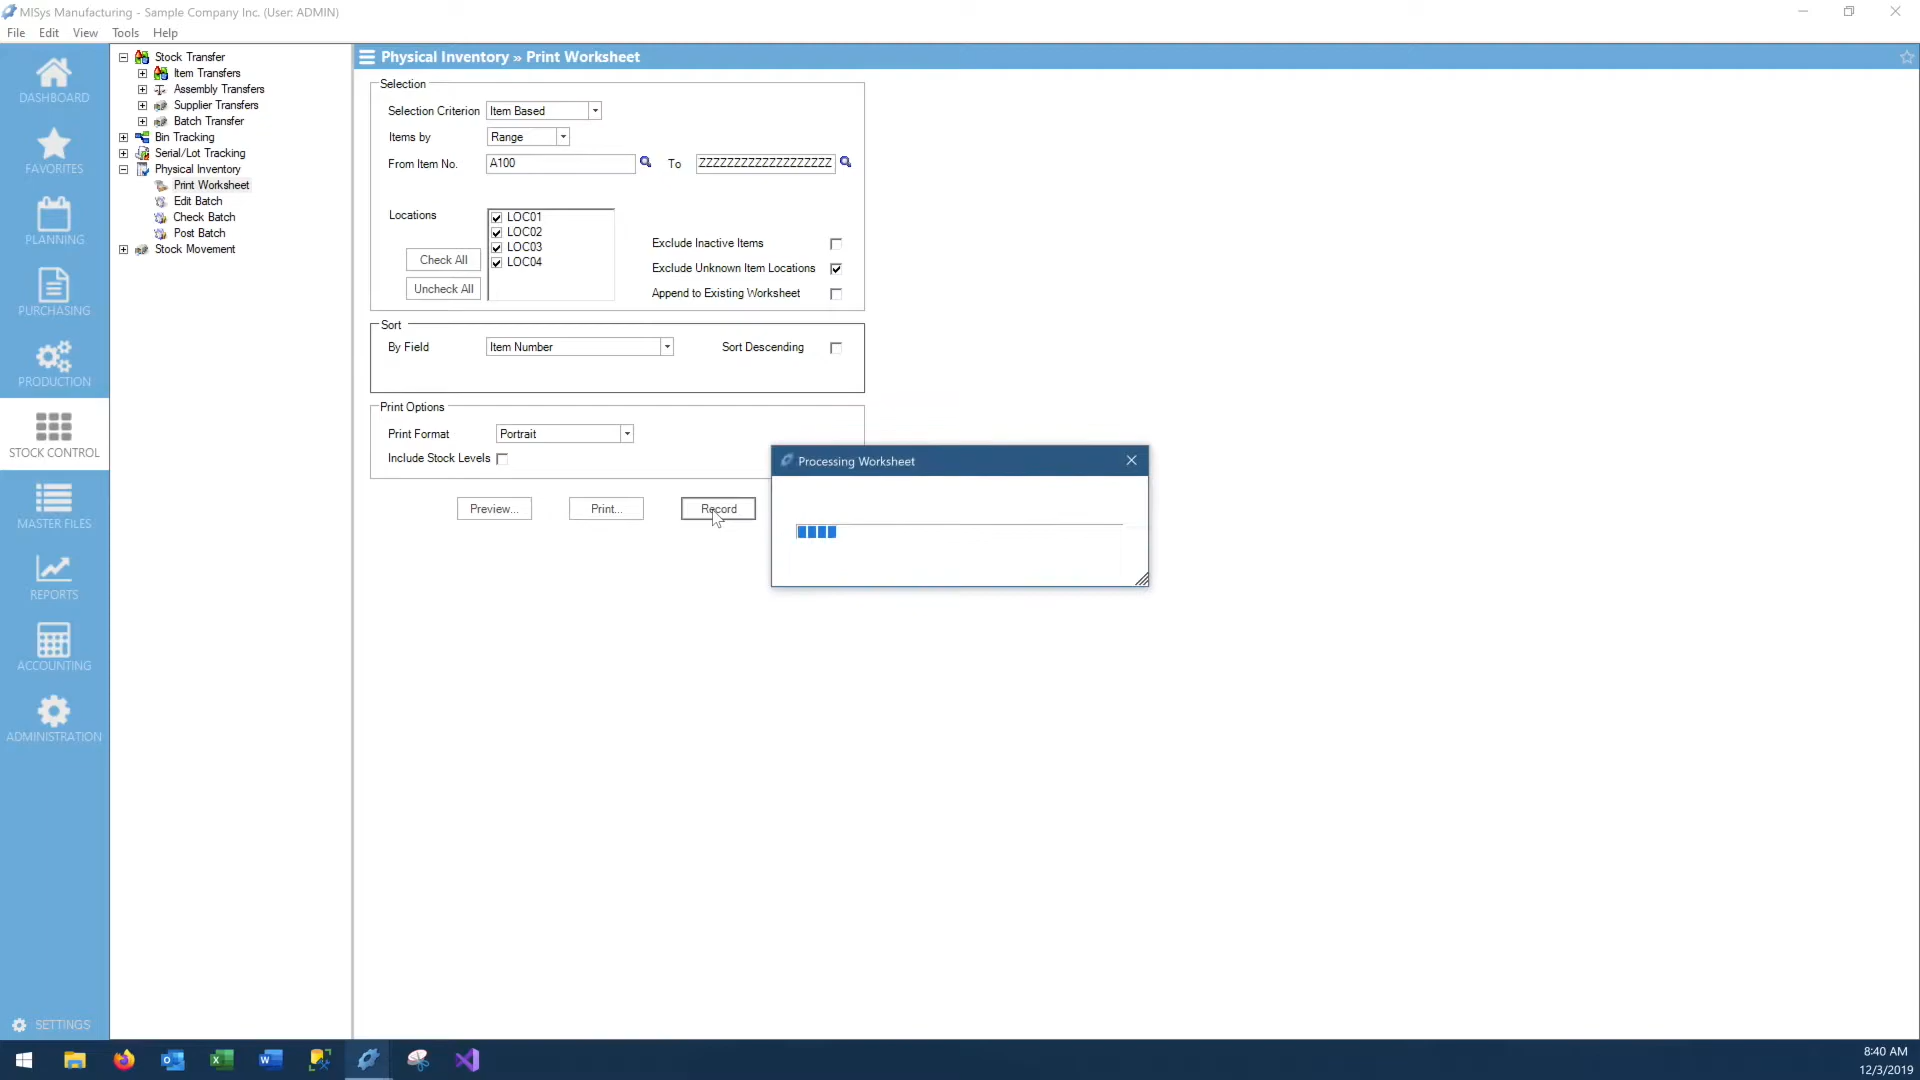 MISys Manufacturing - Sample Company Inc. (User: ADMIN)
File Edit View Tools Help
DASHBOARD
FAVORITES
PLANNING
PURCHASING
PRODUCTION
STOCK CONTROL
MASTER FILES
REPORTS
ACCOUNTING
ADMINISTRATION
SETTINGS
Stock Transfer
Item Transfers
Assembly Transfers
Supplier Transfers
Batch Transfer
Bin Tracking
Serial/Lot Tracking
Physical Inventory
Print Worksheet
Edit Batch
Check Batch
Post Batch
Stock Movement
Physical Inventory » Print Worksheet
Selection
Selection Criterion Item Based
Items by Range
From Item No. A100 To ZZZZZZZZZZZZZZZZZZZ
Locations LOC01
LOC02
LOC03
LOC04
Check All
Uncheck All
Exclude Inactive Items
Exclude Unknown Item Locations
Append to Existing Worksheet
Sort
By Field Item Number Sort Descending
Print Options
Print Format Portrait
Include Stock Levels
Preview... Print... Record
Processing Worksheet
8:40 AM
12/3/2019